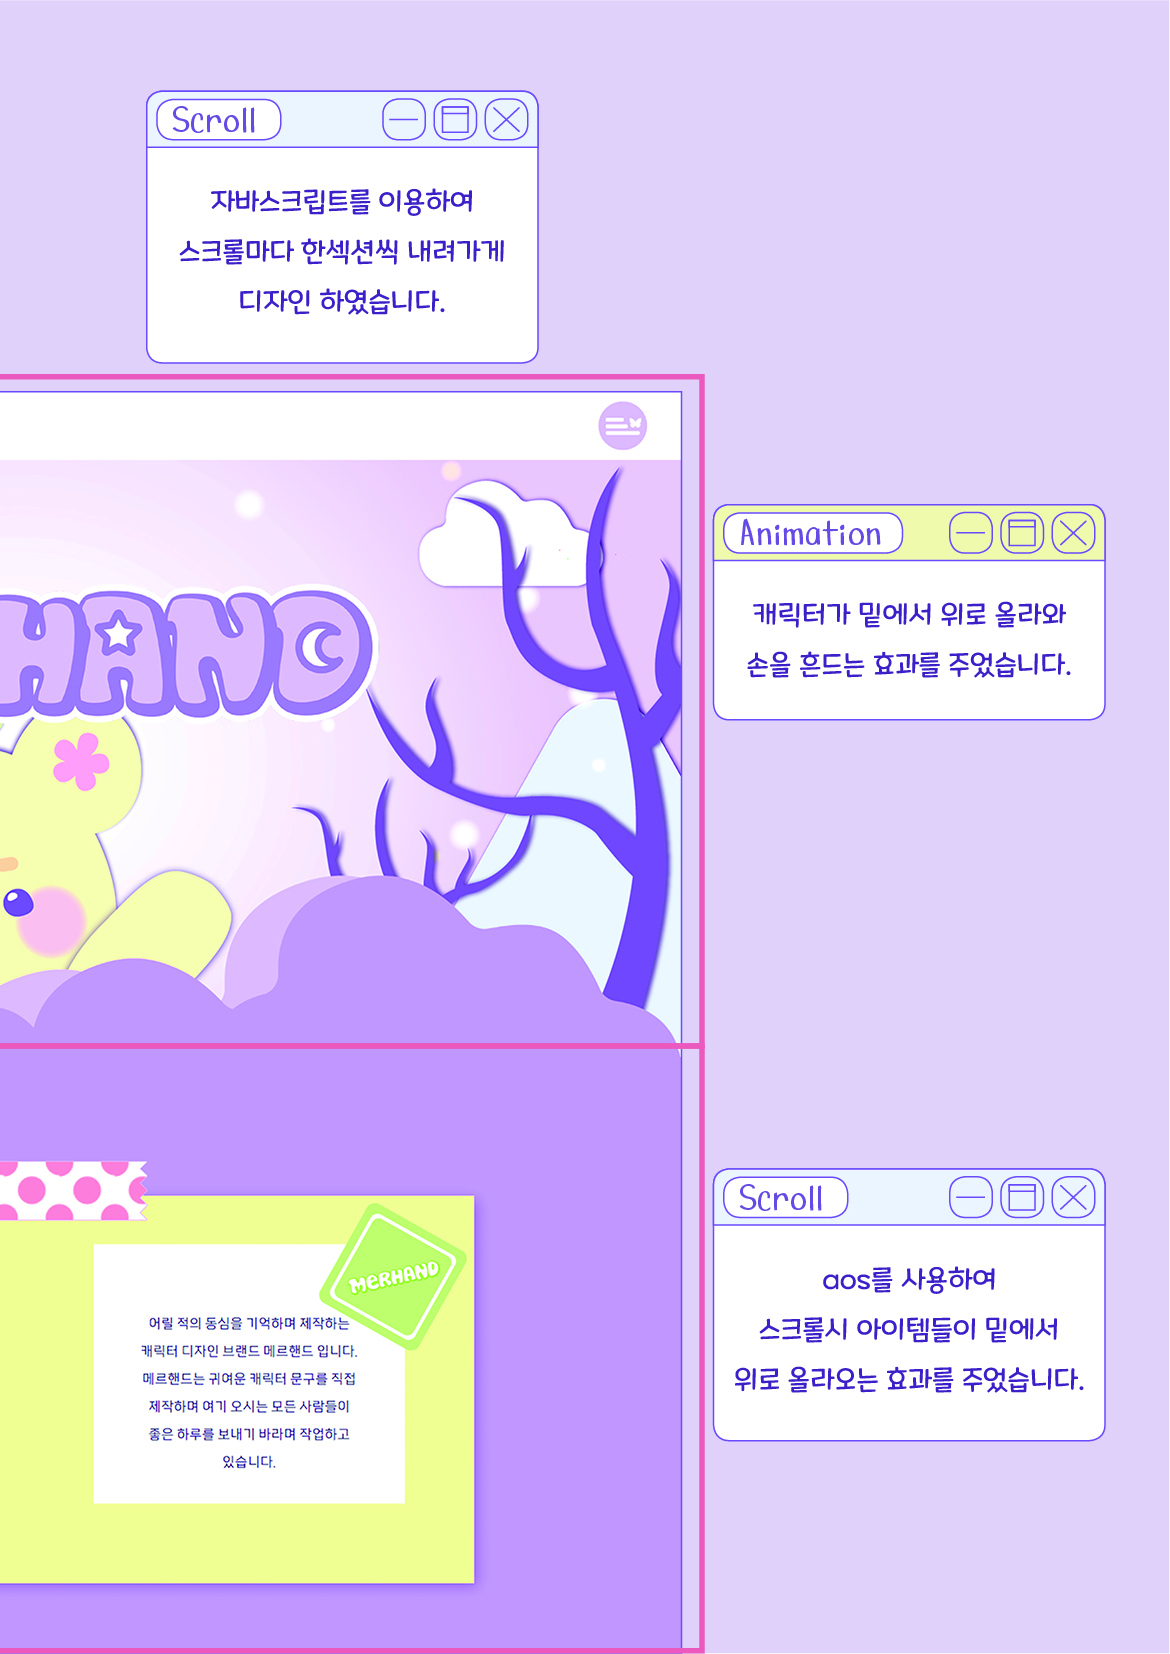 Scroll
자바스크립트를 이용하여
스크롤마다 한섹션씩 내려가게
디자인 하였습니다.
HAND
Animation
캐릭터가 밑에서 위로 올라와
손을 흔드는 효과를 주었습니다.
Scroll
aos를 사용하여
스크롤시 아이템들이 밑에서
위로 올라오는 효과를 주었습니다.
MERHAND
어릴 적의 동심을 기억하며 제작하는
캐릭터 디자인 브랜드 메르핸드 입니다.
메르핸드는 귀여운 캐릭터 문구를 직접
제작하며 여기 오시는 모든 사람들이
좋은 하루를 보내기 바라며 작업하고
있습니다.